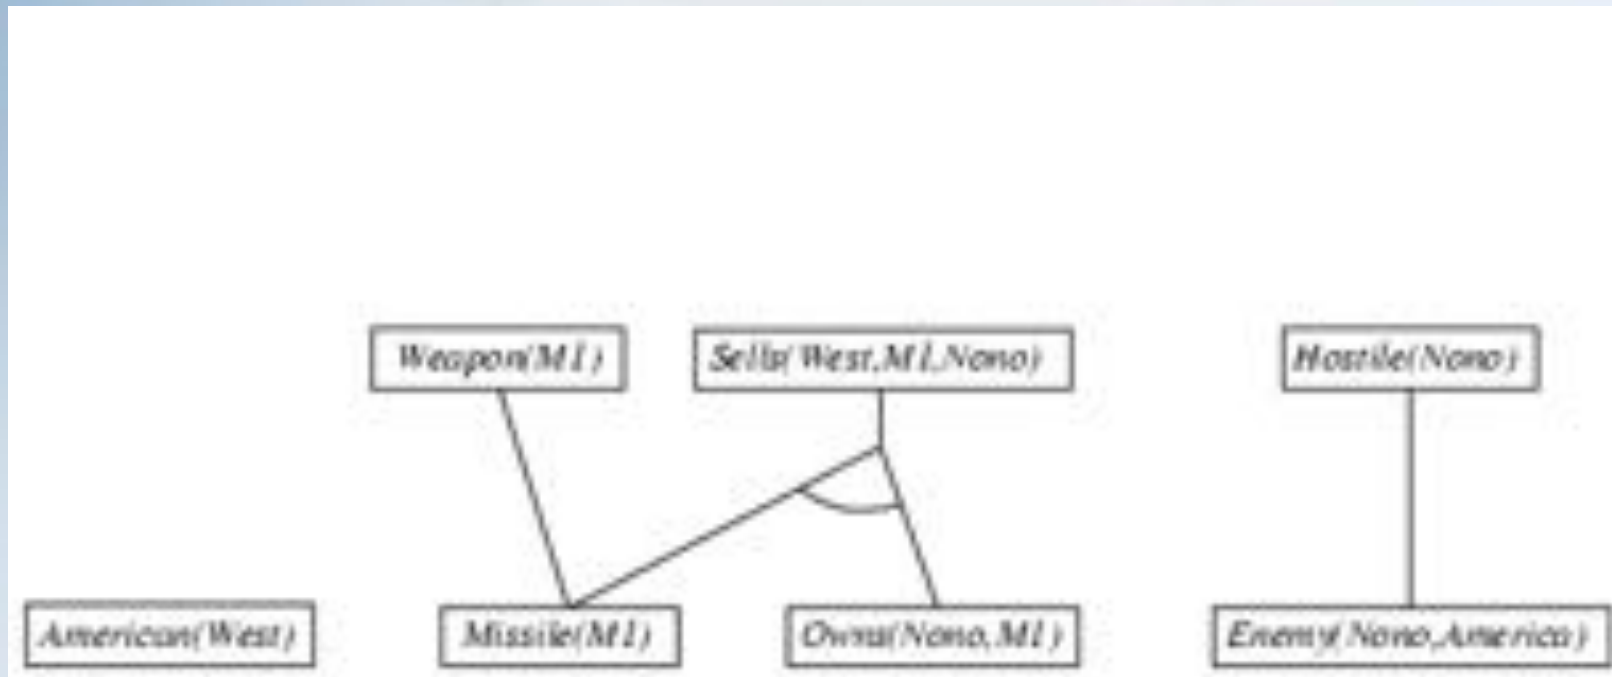 Weapon(M1)
Sells(West,M1,Nono)
Hostile(Nono)
American(West)
Missile(M1)
Owns(Nono,M1)
Enemy(Nono,America)